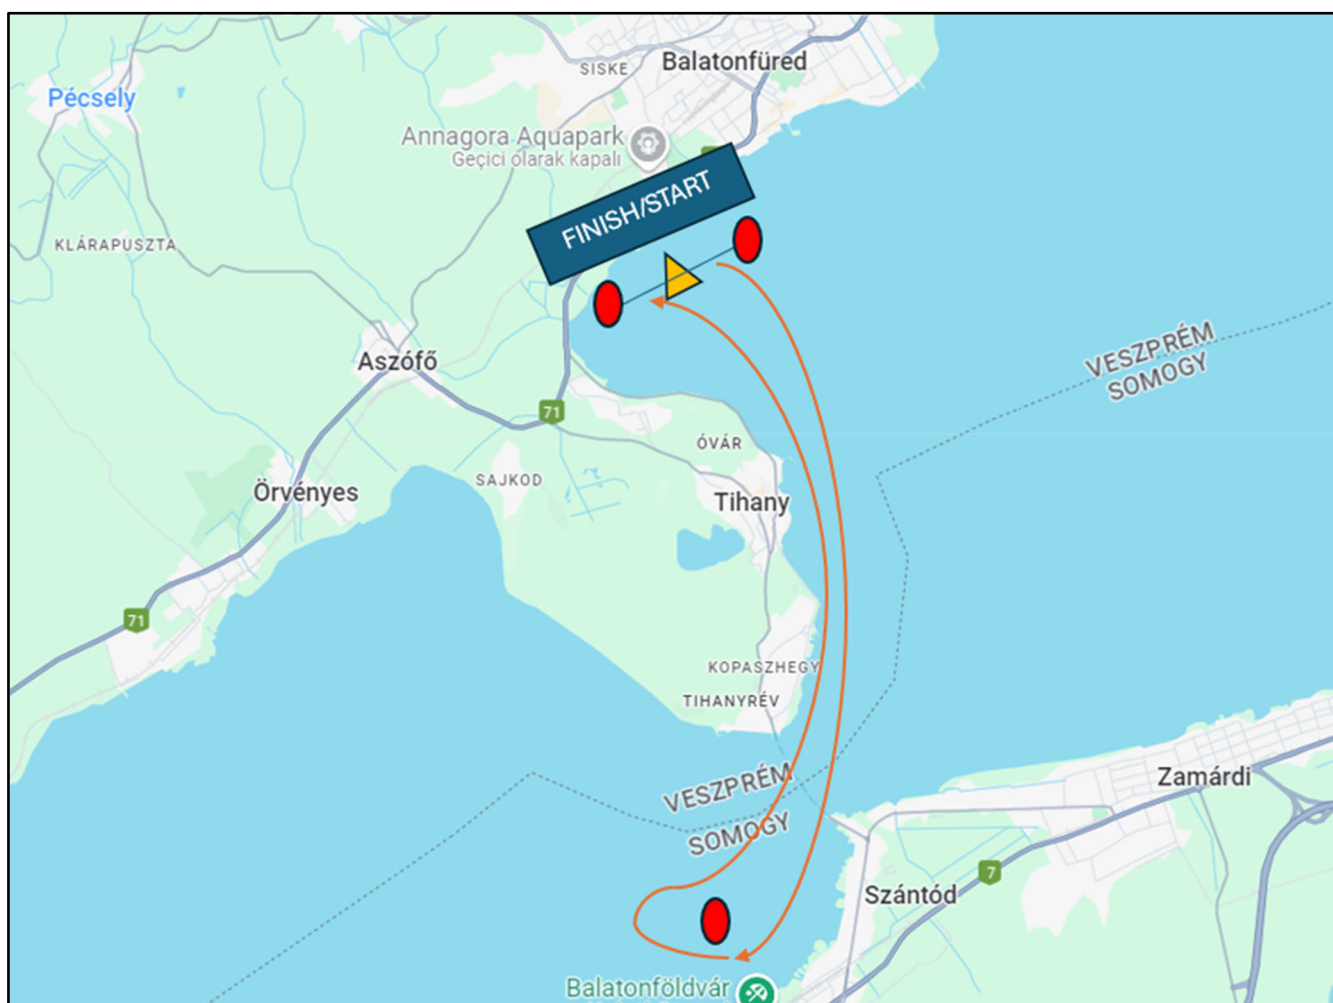 Balatonfüred
SISKE
Pécsely
Annagora Aquapark
Geçici olarak kapalı
FINISH/START
KLÁRAPUSZTA
Aszófő
VESZPRÉM
SOMOGY
71
ÓVÁR
SAJKOD
Örvényes
Tihany
71
KOPASZHEGY
TIHANYRÉV
VESZPRÉM
SOMOGY
Zamárdi
7
Szántód
Balatonföldvár